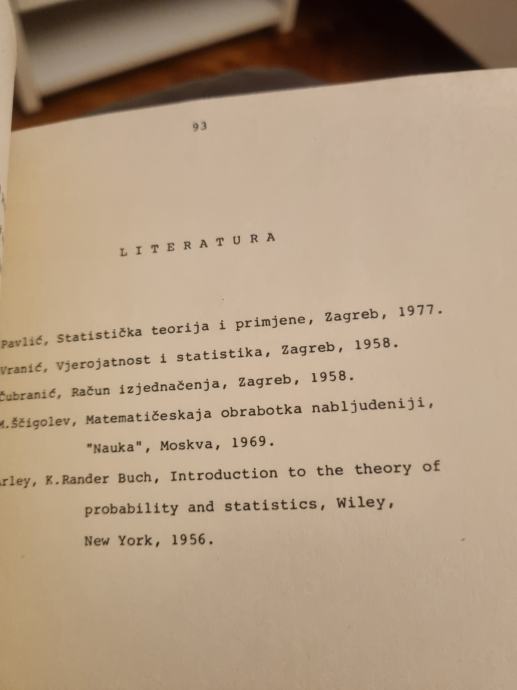 93
LITERATURA
Pavlić, Statistička teorija i primjene, Zagreb, 1977.
Vranić, Vjerojatnost i statistika, Zagreb, 1958.
Čubranić, Račun izjednačenja, Zagreb, 1958.
M.Ščigolev, Matematičeskaja obrabotka nabljudeniji,
"Nauka", Moskva, 1969.
K.Rander Buch, Introduction to the theory of
probability and statistics, Wiley,
New York, 1956.